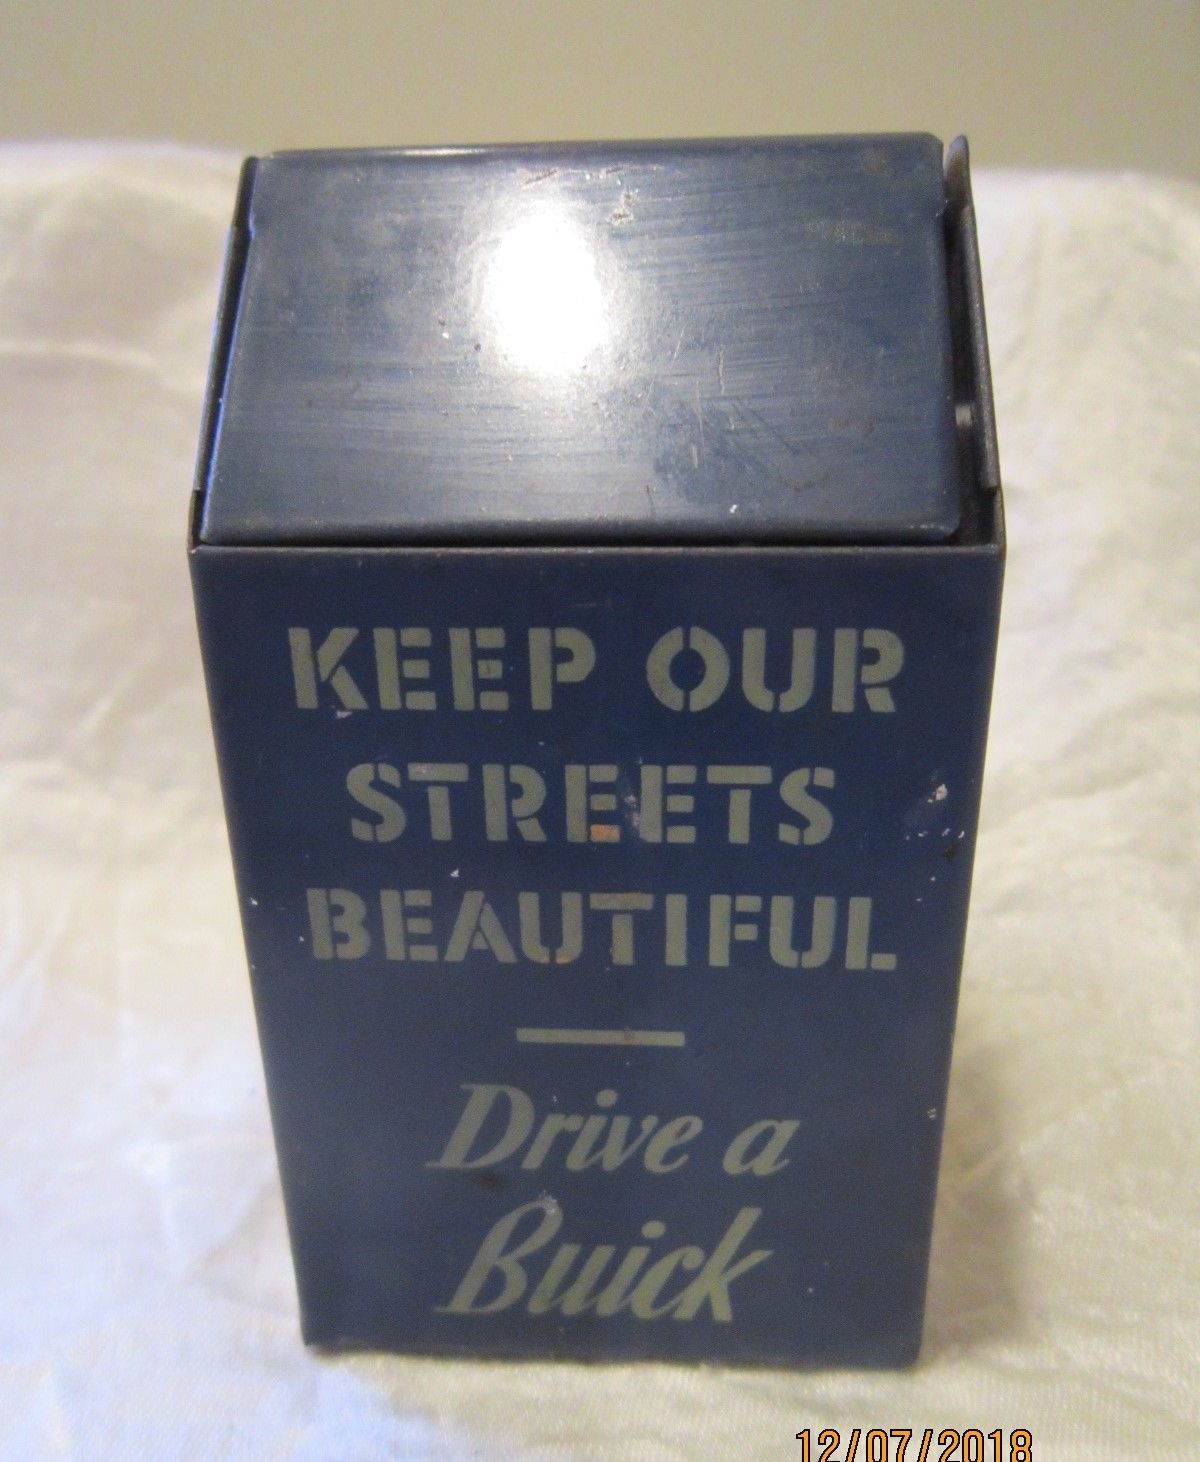 KEEP OUR
STREETS
BEAUTIFUL
Drive a
Buick
12/07/2018